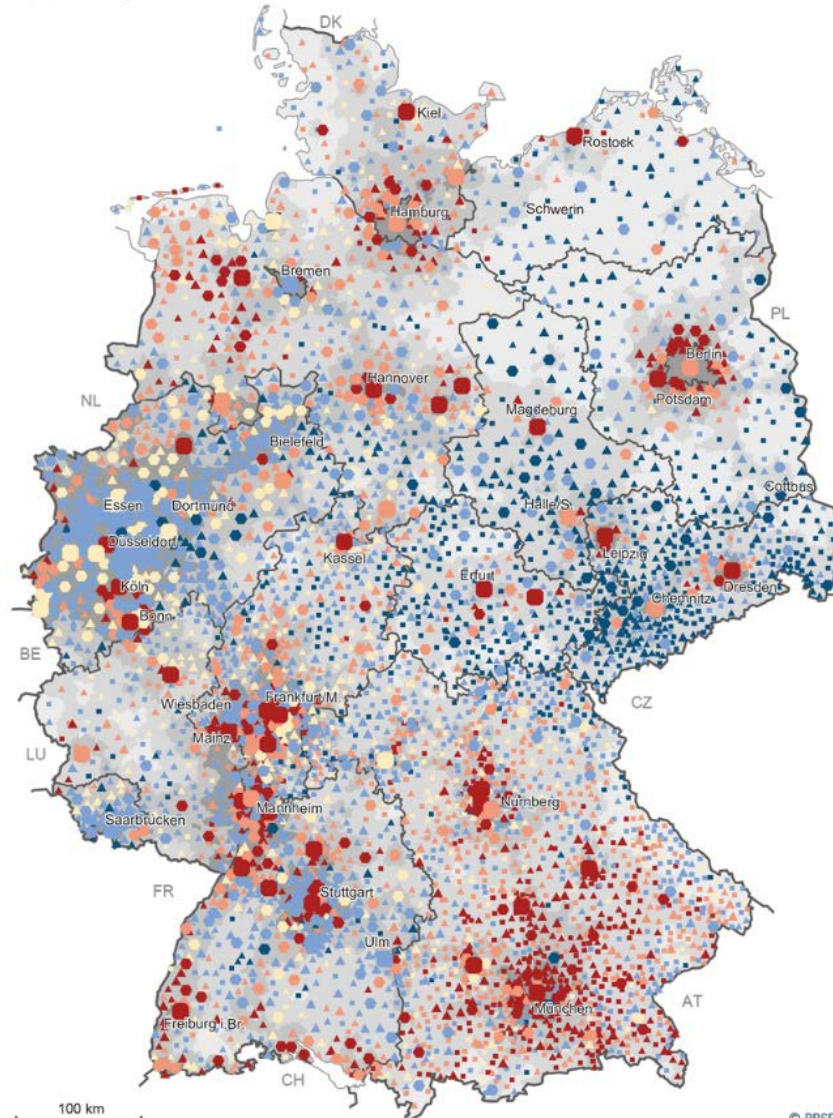 DK
Kiel
Rostock
Hamburg
Schwerin
Bremen
PL
Berlin
Hannover
Potsdam
NL
Magdeburg
Bielefeld
Cottbus
Essen
Dortmund
Halle/S.
Düsseldorf
Leipzig
Kassel
Köln
Erfurt
Dresden
Chemnitz
Bonn
BE
CZ
Wiesbaden
Frankfurt/M
Mainz
LU
Nürnberg
Mannheim
Saarbrücken
FR
Stuttgart
Ulm
AT
München
Freiburg i.Br.
CH
100 km